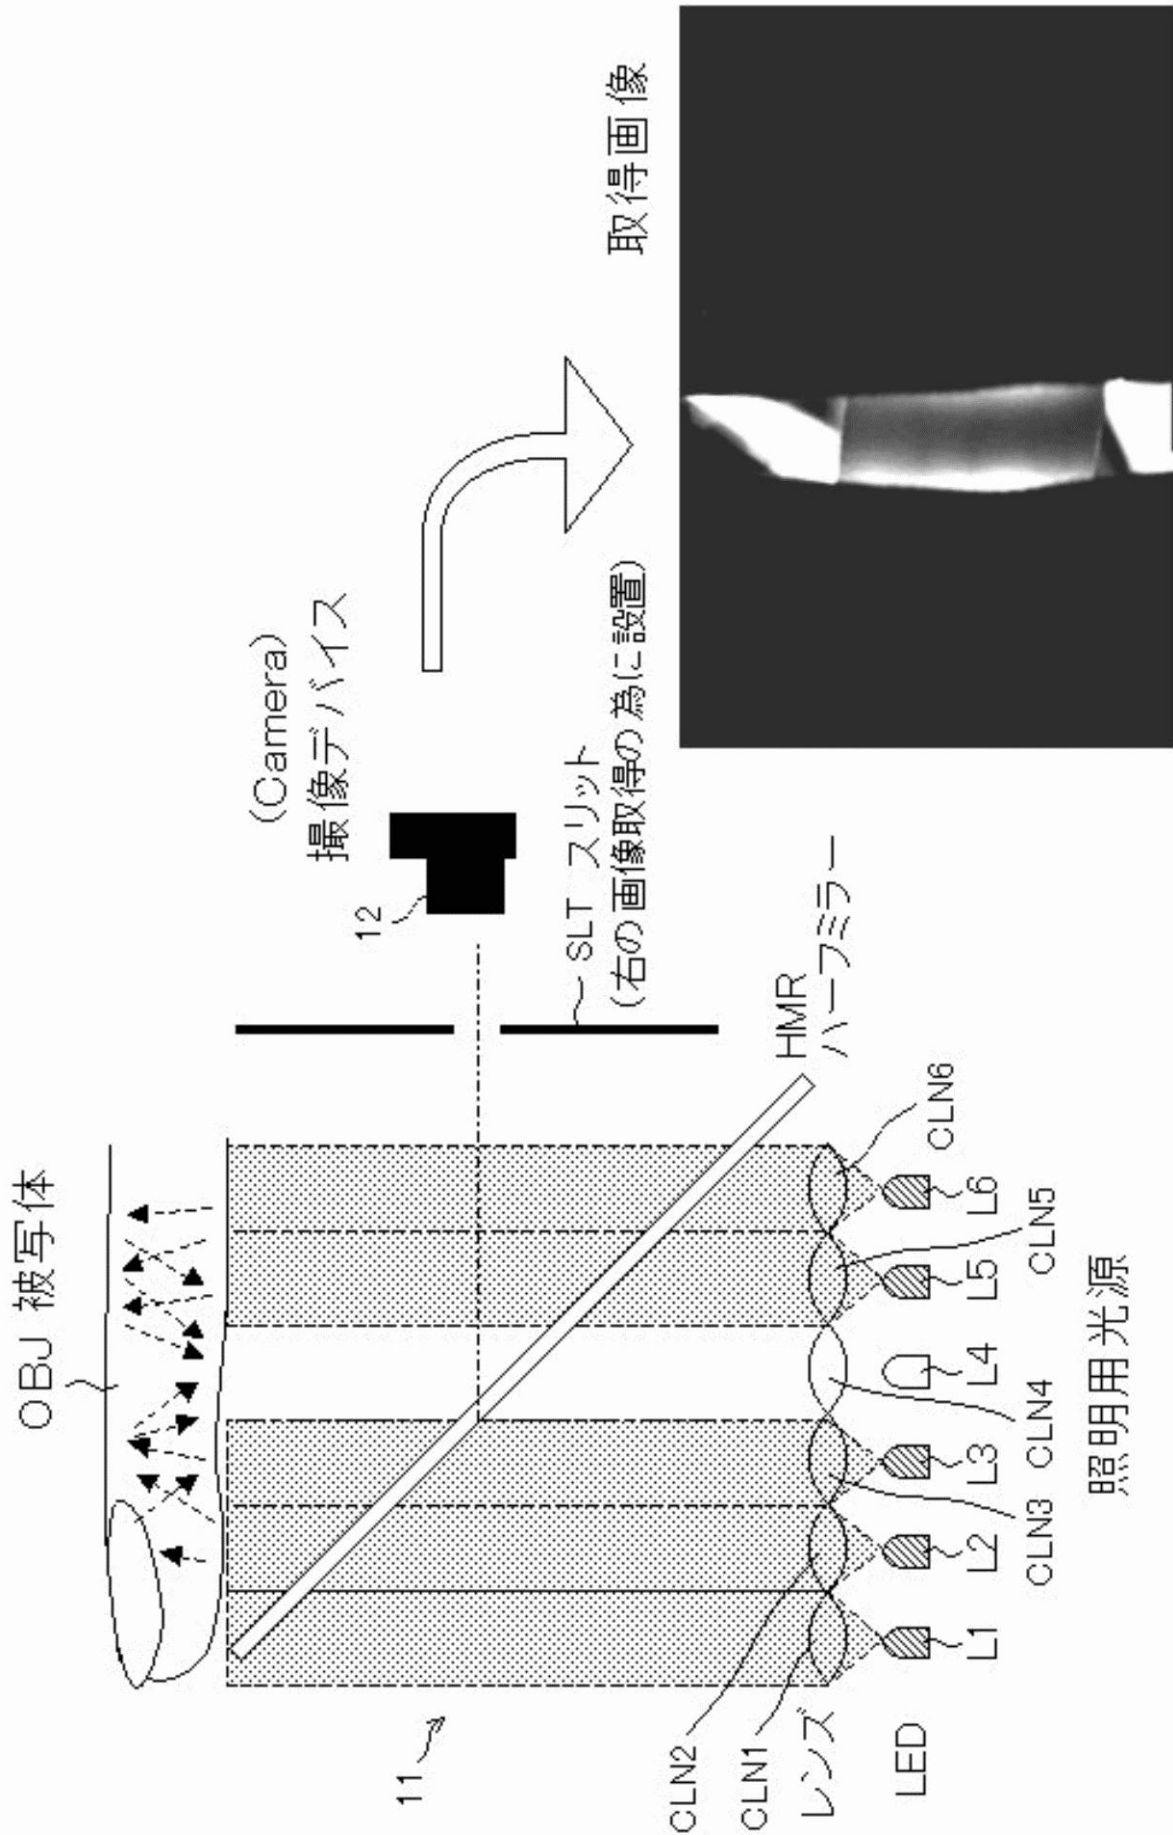 OBJ 被写体
(Camera)
撮像デバイス
12
SLT スリット
(右の画像取得の為に設置)
取得画像
11
HMR
ハーフミラー
CLN2
CLN1
レンズ
CLN6
LED
L1
L2
L3
L4
L5
L6
CLN3
CLN4
CLN5
照明用光源